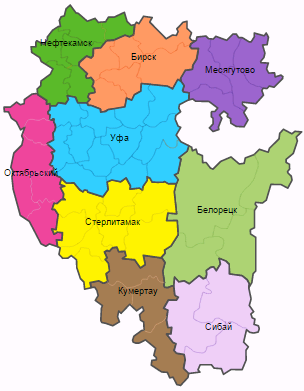 Нефтекамск
Бирск
Месягутово
Уфа
Октябрьский
Белорецк
Стерлитамак
Кумертау
Сибай